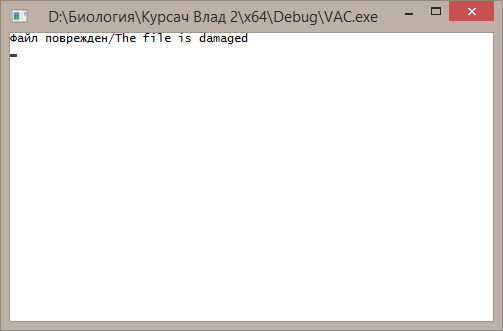 D:\Биология\Курсач Влад 2\x64\Debug\VAC.exe
Файл поврежден/The file is damaged